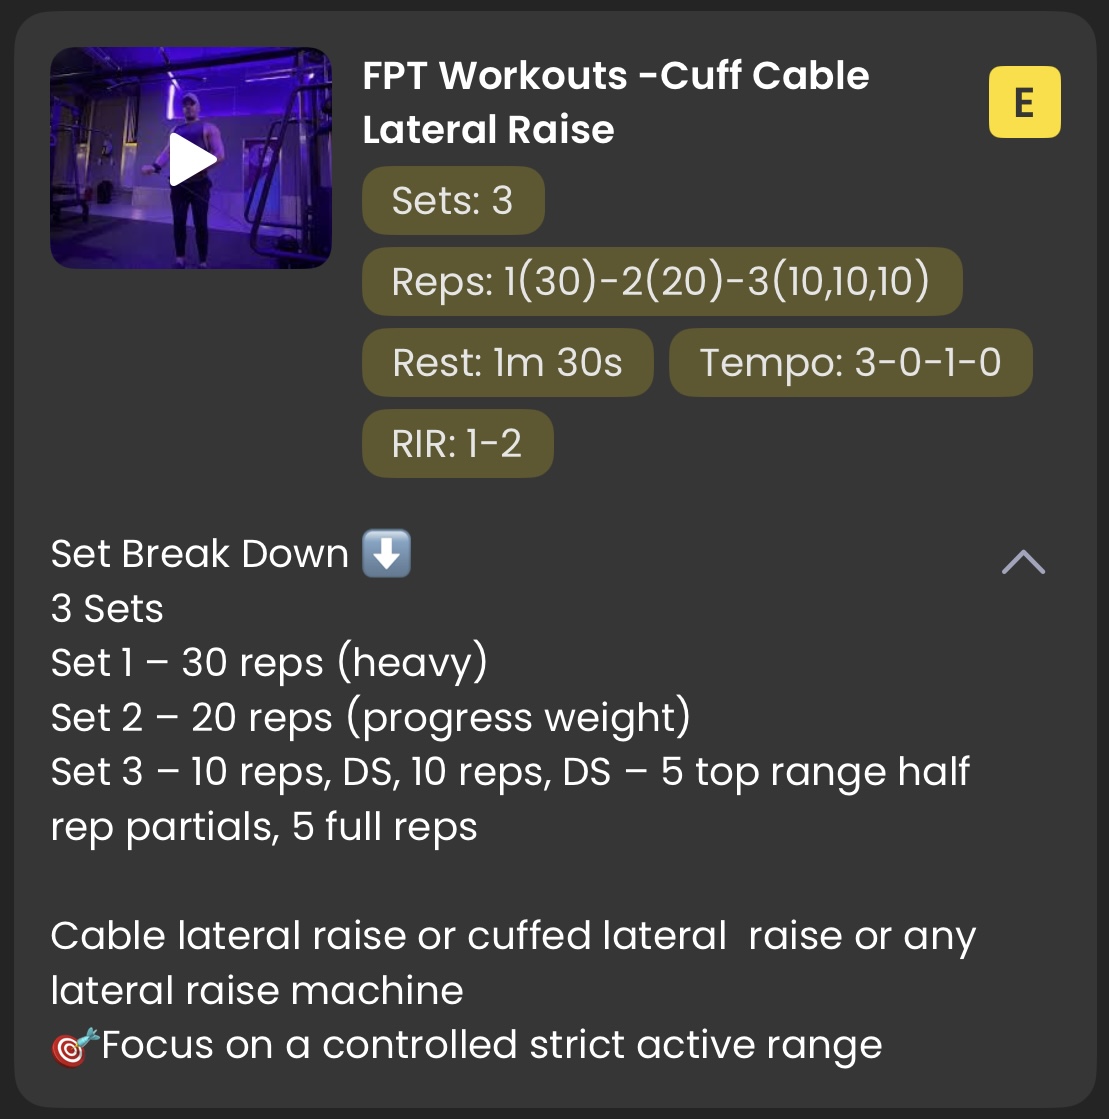 FPT Workouts -Cuff Cable
Lateral Raise
E
Sets: 3
Reps: 1(30)-2(20)-3(10,10,10)
Rest: 1m 30s
Tempo: 3-0-1-0
RIR: 1-2
Set Break Down ⬇️
3 Sets
Set 1 – 30 reps (heavy)
Set 2 – 20 reps (progress weight)
Set 3 – 10 reps, DS, 10 reps, DS – 5 top range half
rep partials, 5 full reps
Cable lateral raise or cuffed lateral  raise or any
lateral raise machine
🎯Focus on a controlled strict active range